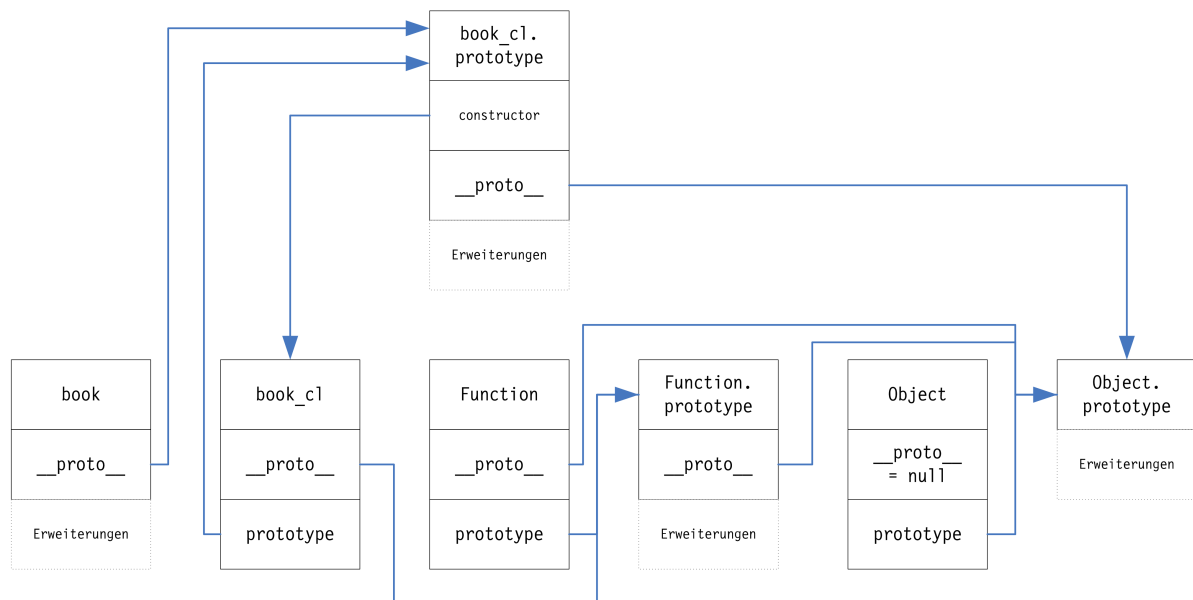 book_cl.
prototype
constructor
__proto__
Erweiterungen
book
__proto__
Erweiterungen
book_cl
__proto__
prototype
Function
__proto__
prototype
Function.
prototype
__proto__
Erweiterungen
Object
__proto__
= null
prototype
Object.
prototype
Erweiterungen